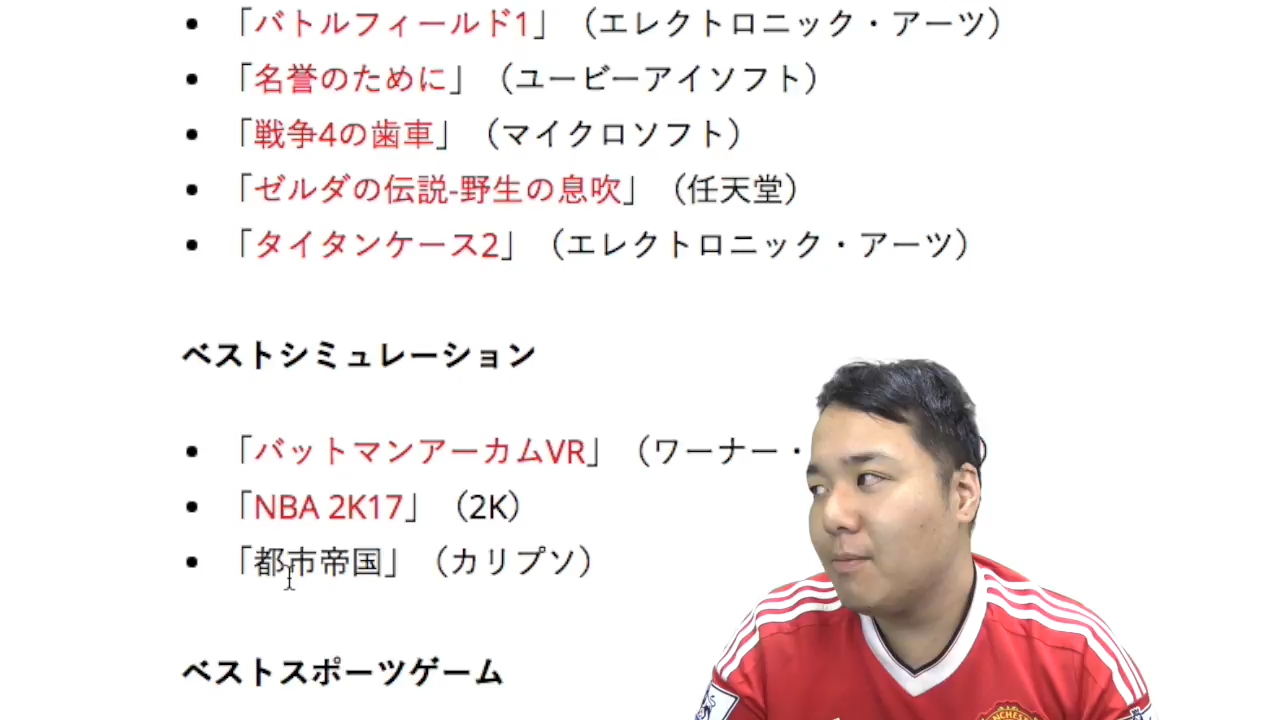 • 「バトルフィールド1」（エレクトロニック・アーツ）
• 「名誉のために」（ユービーアイソフト）
• 「戦争4の歯車」（マイクロソフト）
• 「ゼルダの伝説-野生の息吹」（任天堂）
• 「タイタンケース2」（エレクトロニック・アーツ）
ベストシミュレーション
• 「バットマンアーカムVR」（ワーナー・
• 「NBA 2K17」（2K）
• 「都市帝国」（カリプソ）
ベストスポーツゲーム